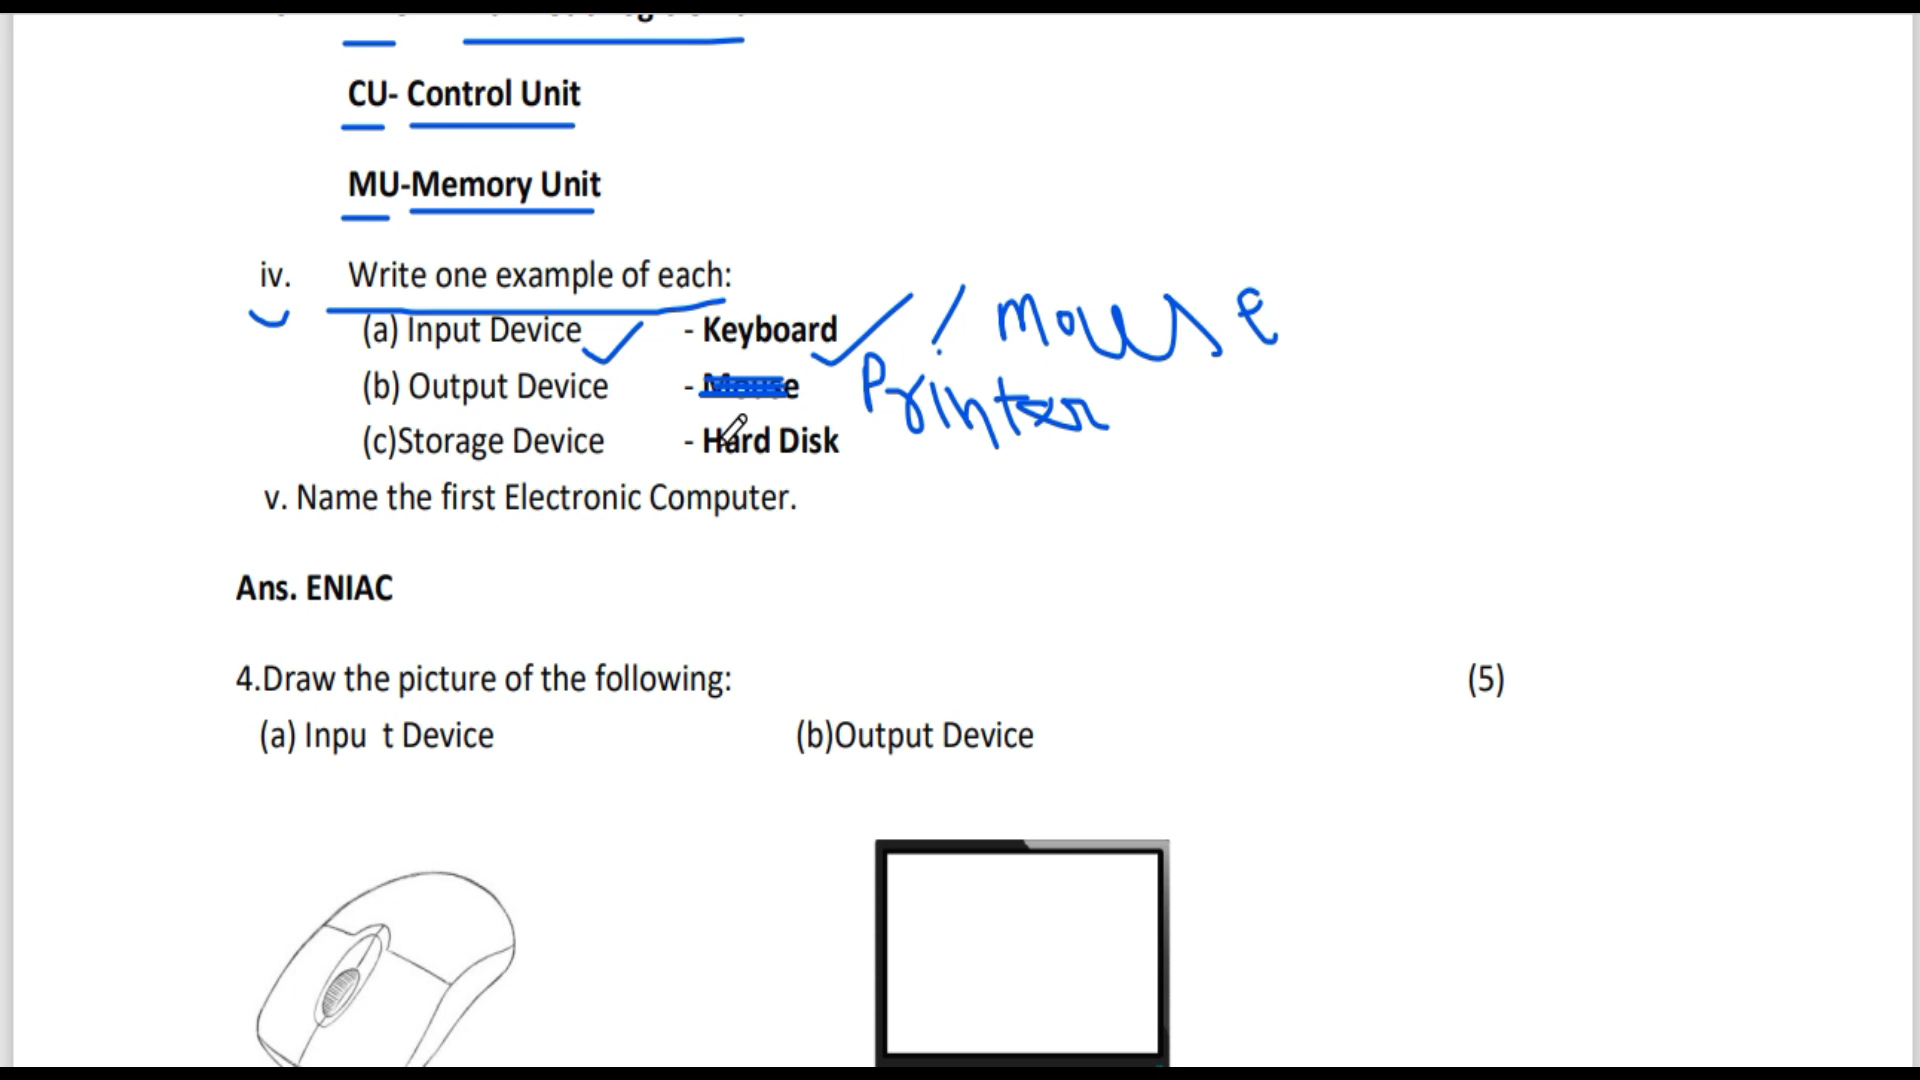 CU- Control Unit
MU-Memory Unit
iv. Write one example of each:
(a) Input Device - Keyboard / Mouse
(b) Output Device - Mouse Printer
(c)Storage Device - Hard Disk
v. Name the first Electronic Computer.
Ans. ENIAC
4.Draw the picture of the following: (5)
(a) Inpu t Device (b)Output Device